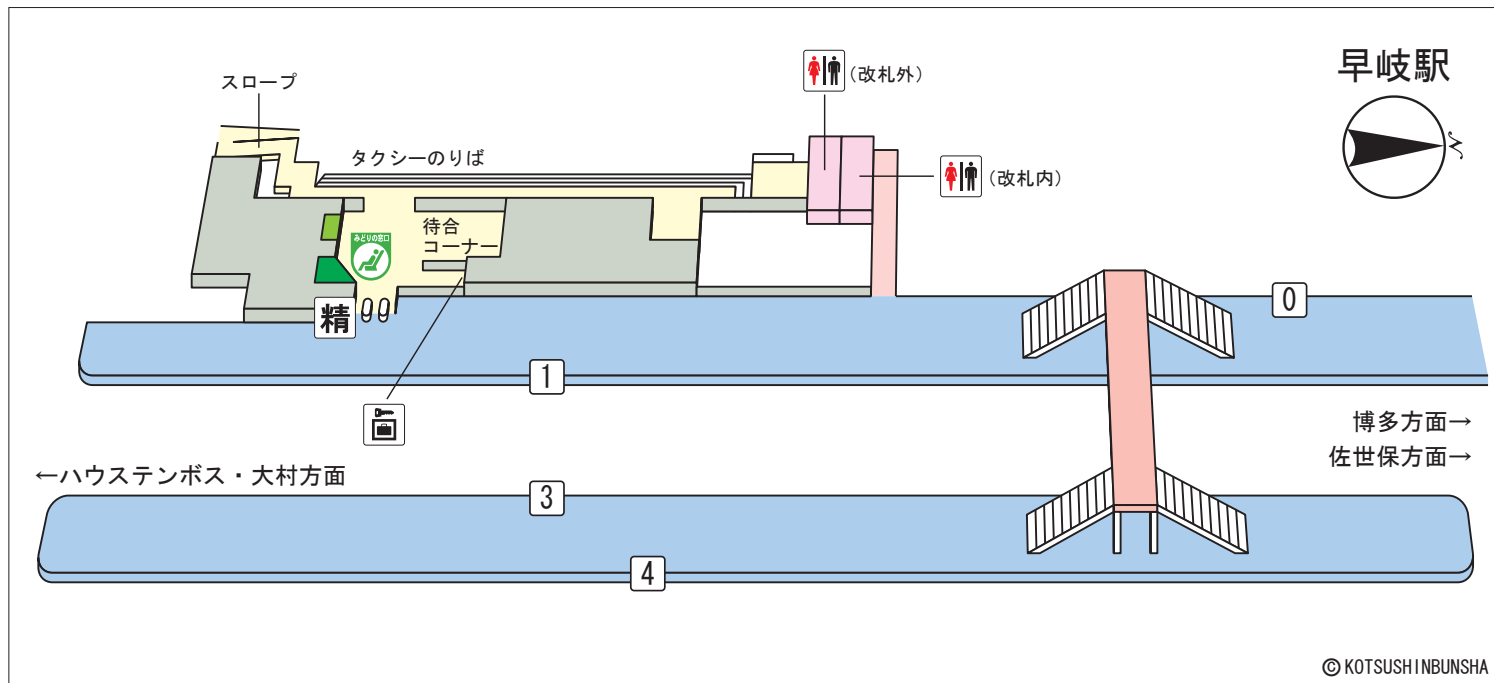 早岐駅
(改札外)
スロープ
タクシーのりば
(改札内)
みどりの窓口
待合
コーナー
精
0
1
博多方面→
佐世保方面→
←ハウステンボス・大村方面
3
4
© KOTSUSHINBUNSHA